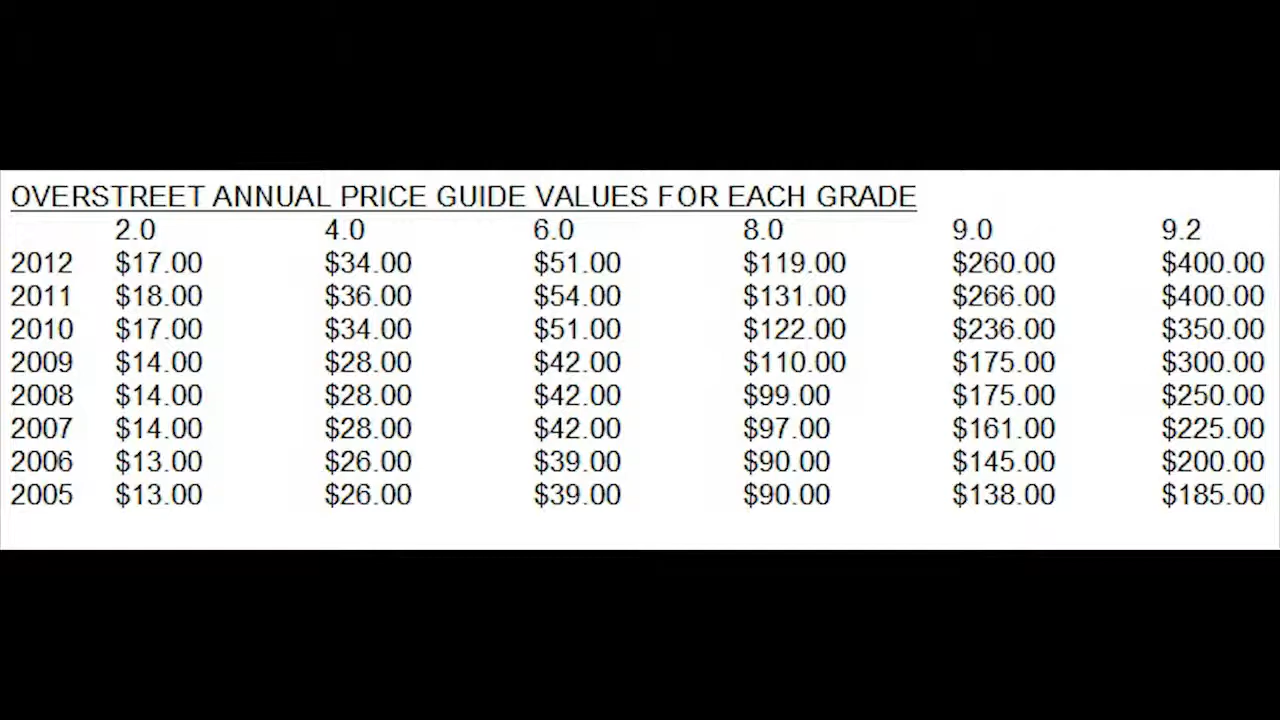 OVERSTREET ANNUAL PRICE GUIDE VALUES FOR EACH GRADE
2.0 4.0 6.0 8.0 9.0 9.2
2012 $17.00 $34.00 $51.00 $119.00 $260.00 $400.00
2011 $18.00 $36.00 $54.00 $131.00 $266.00 $400.00
2010 $17.00 $34.00 $51.00 $122.00 $236.00 $350.00
2009 $14.00 $28.00 $42.00 $110.00 $175.00 $300.00
2008 $14.00 $28.00 $42.00 $99.00 $175.00 $250.00
2007 $14.00 $28.00 $42.00 $97.00 $161.00 $225.00
2006 $13.00 $26.00 $39.00 $90.00 $145.00 $200.00
2005 $13.00 $26.00 $39.00 $90.00 $138.00 $185.00